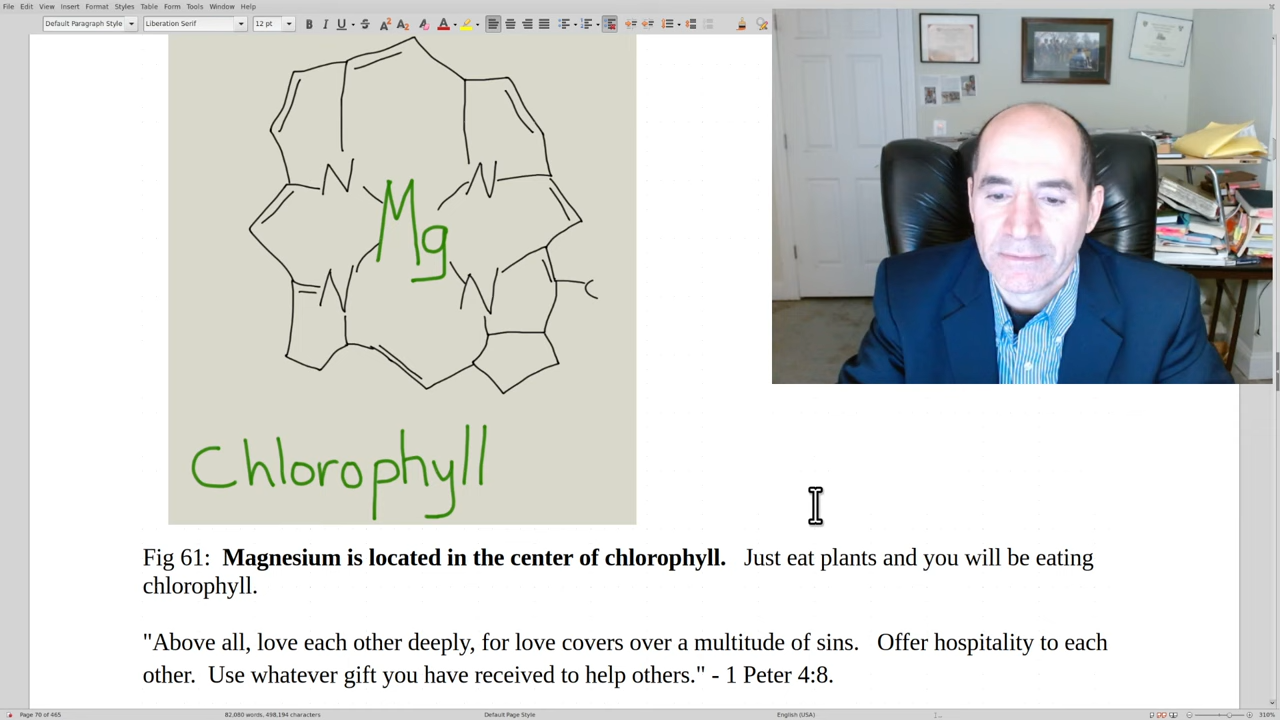 File Edit View Insert Format Styles Table Form Tools Window Help
Default Paragraph Style Liberation Serif 12 pt
N N
Mg
N N
C
Chlorophyll
Fig 61: Magnesium is located in the center of chlorophyll. Just eat plants and you will be eating
chlorophyll.
"Above all, love each other deeply, for love covers over a multitude of sins. Offer hospitality to each
other. Use whatever gift you have received to help others." - 1 Peter 4:8.
Page 70 of 465 82,080 words, 498,194 characters Default Page Style English (USA) 310%